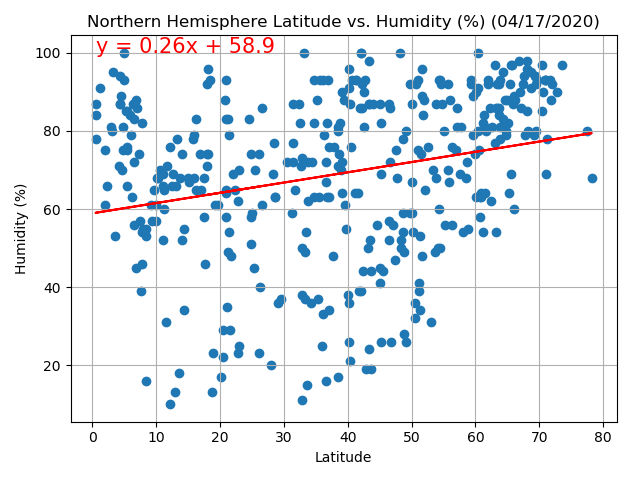 Northern Hemisphere Latitude vs. Humidity (%) (04/17/2020)
y = 0.26x + 58.9
100
80
60
40
20
Humidity (%)
0 10 20 30 40 50 60 70 80
Latitude